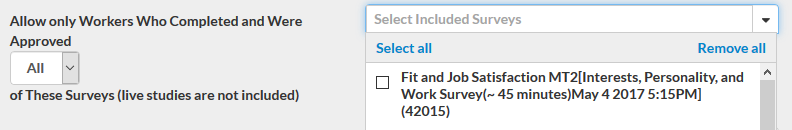 Allow only Workers Who Completed and Were
Approved
All
of These Surveys (live studies are not included)
Select Included Surveys
Select all
Remove all
Fit and Job Satisfaction MT2[Interests, Personality, and
Work Survey(~ 45 minutes)May 4 2017 5:15PM]
(42015)